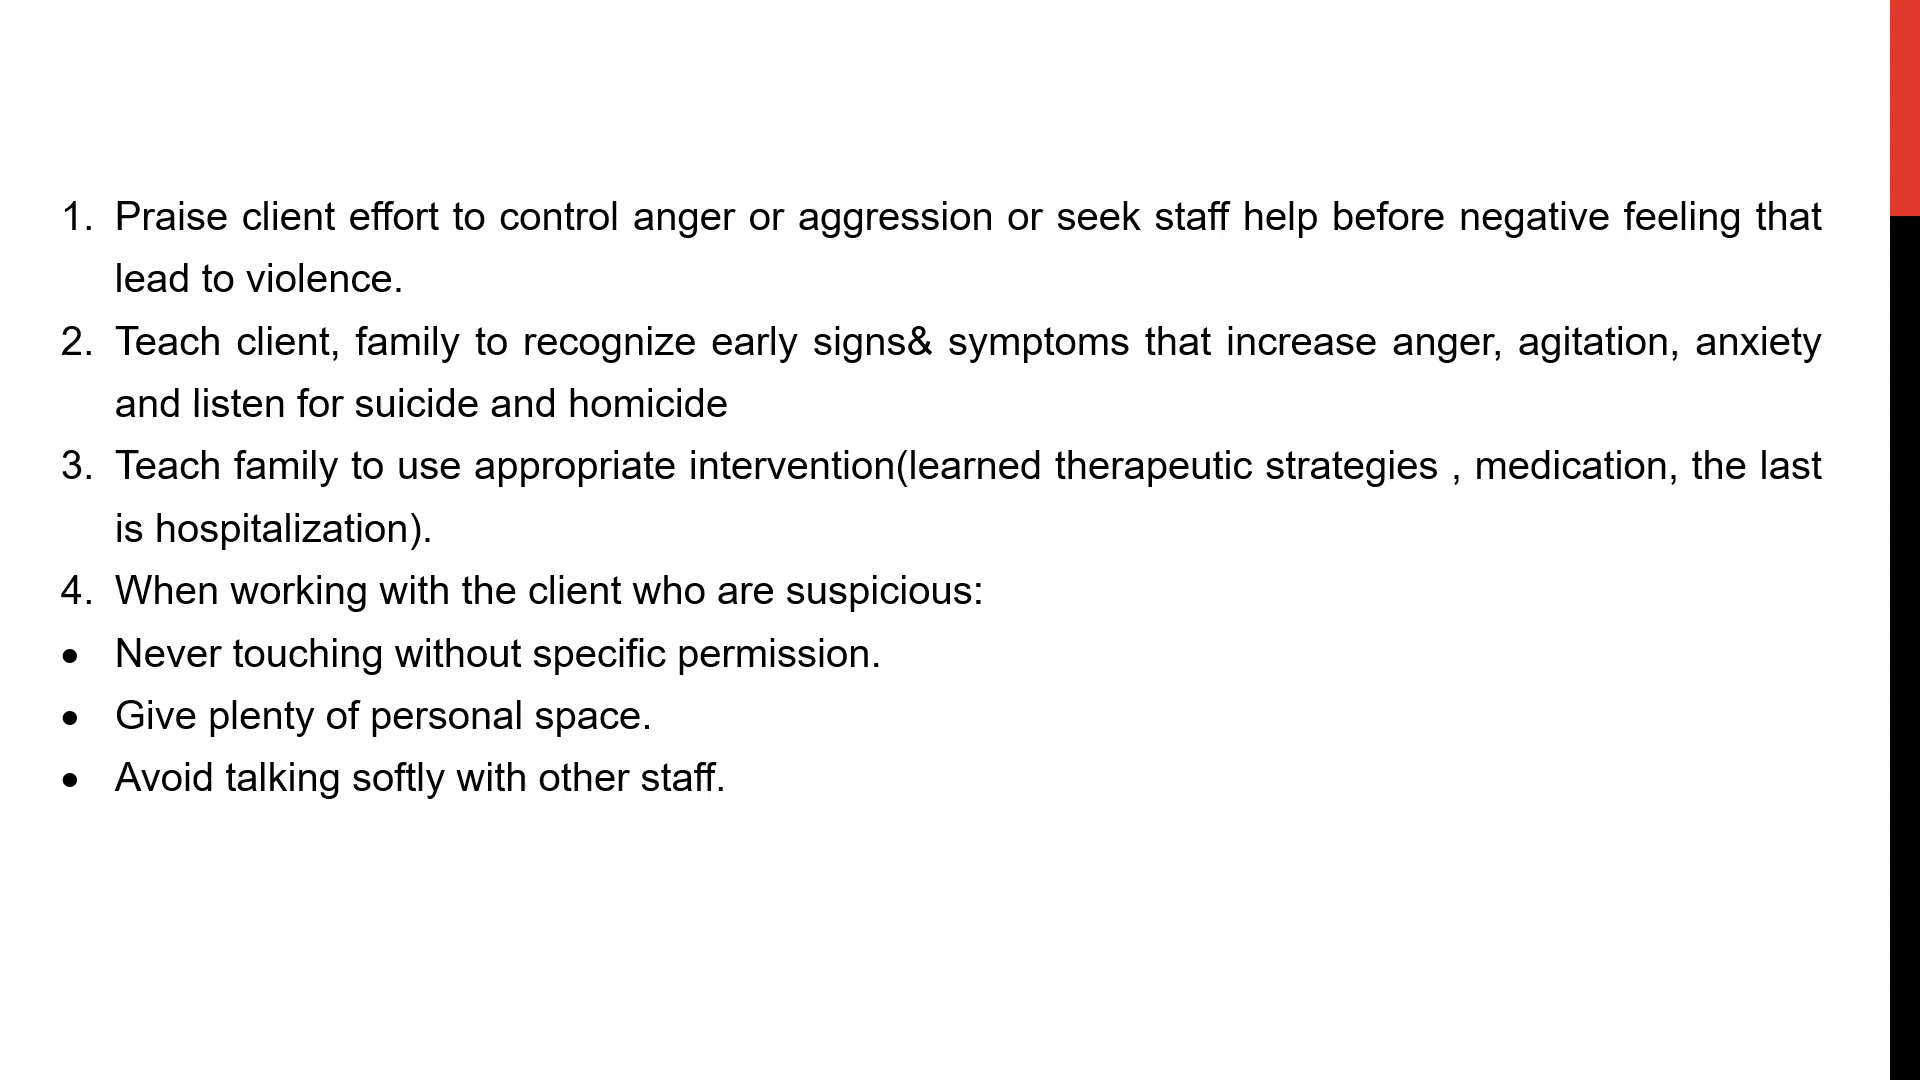 1. Praise client effort to control anger or aggression or seek staff help before negative feeling that
lead to violence.
2. Teach client, family to recognize early signs& symptoms that increase anger, agitation, anxiety
and listen for suicide and homicide
3. Teach family to use appropriate intervention(learned therapeutic strategies , medication, the last
is hospitalization).
4. When working with the client who are suspicious:
• Never touching without specific permission.
• Give plenty of personal space.
• Avoid talking softly with other staff.